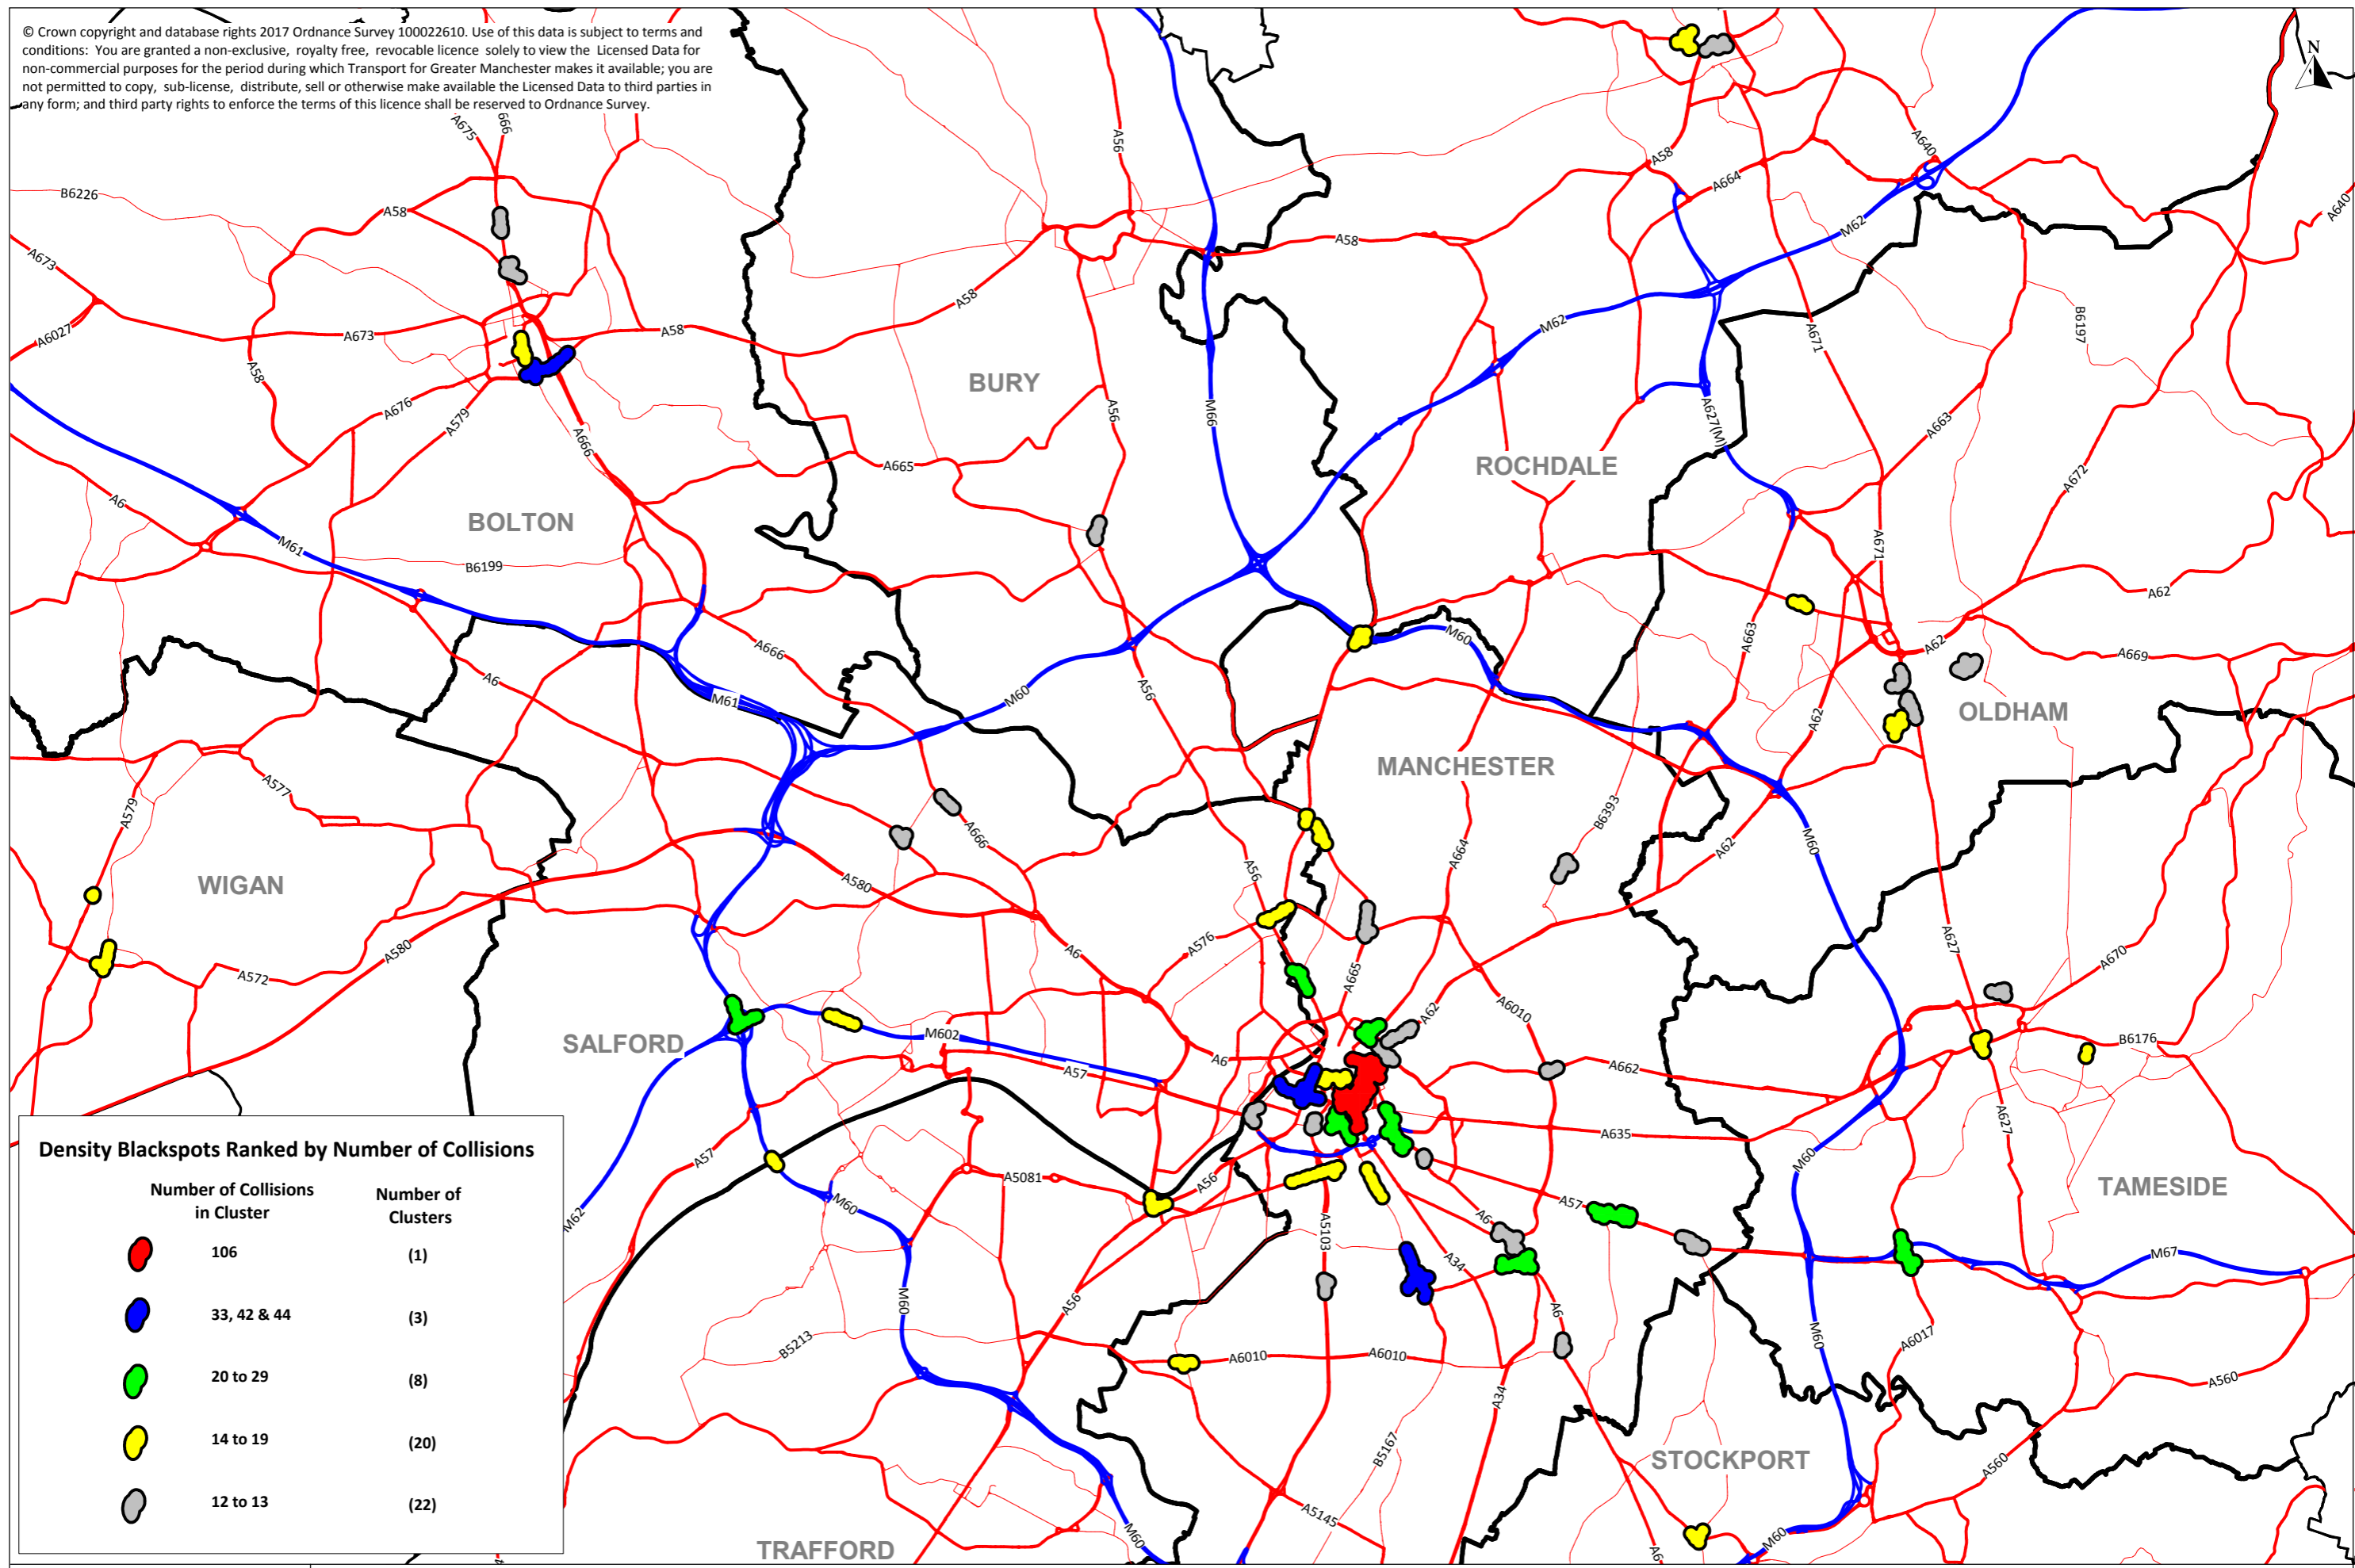 © Crown copyright and database rights 2017 Ordnance Survey 100022610. Use of this data is subject to terms and
conditions: You are granted a non-exclusive, royalty free, revocable licence solely to view the Licensed Data for
non-commercial purposes for the period during which Transport for Greater Manchester makes it available; you are
not permitted to copy, sub-license, distribute, sell or otherwise make available the Licensed Data to third parties in
any form; and third party rights to enforce the terms of this licence shall be reserved to Ordnance Survey.
N
A675
666
A56
A58
A640
B6226
A58
A664
A640
A673
A58
M62
A6027
A673
A58
A58
M62
A671
B6197
A58
BURY
A676
A579
A666
A56
M66
A627(M)
A663
A665
ROCHDALE
A672
A6
BOLTON
M61
B6199
A671
A62
A663
M60
A62
A669
A666
A6
M61
M60
A56
A62
OLDHAM
MANCHESTER
A577
A579
A666
B6393
A62
M60
A664
A56
WIGAN
A580
A576
A6
A627
A670
A580
A572
A665
A6010
A62
SALFORD
M602
A6
A57
A662
B6176
A635
A627
Density Blackspots Ranked by Number of Collisions
Number of Collisions
in Cluster
Number of
Clusters
106
(1)
33, 42 & 44
(3)
20 to 29
(8)
14 to 19
(20)
12 to 13
(22)
A57
M60
A5081
A56
TAMESIDE
M62
M60
A5103
A6
A57
A34
M67
M60
A56
A6
B5213
A6010
A6010
M60
A6017
A560
A34
B5167
STOCKPORT
A560
A5145
M60
TRAFFORD
A6
M60